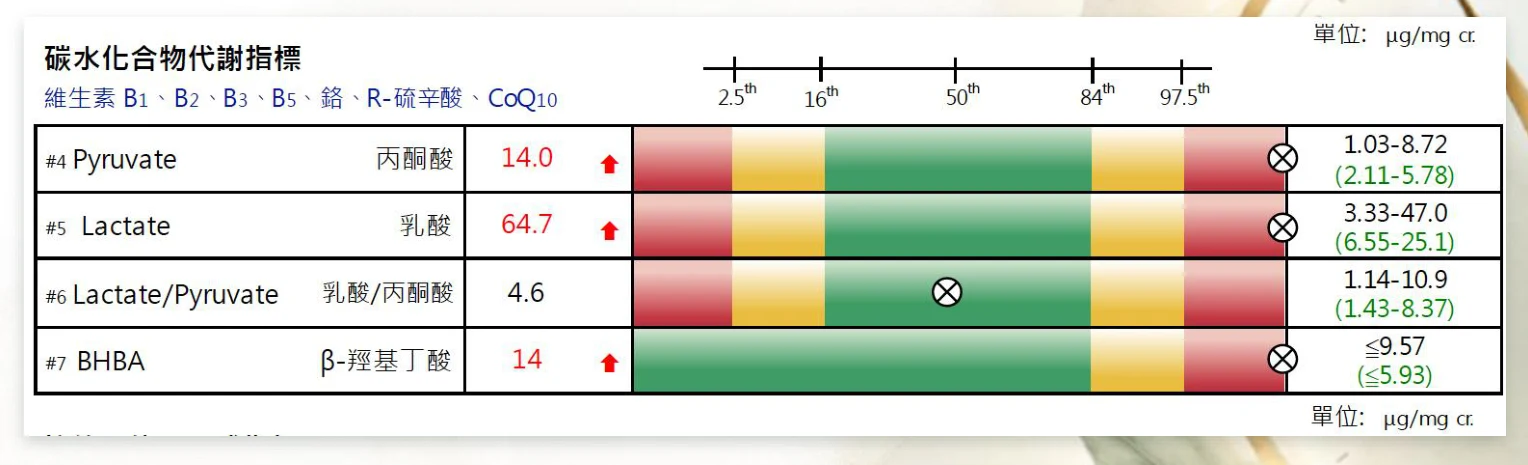 單位: μg/mg cr.
碳水化合物代謝指標
維生素 B1、B2、B3、B5、鉻、R-硫辛酸、CoQ10
2.5th 16th 50th 84th 97.5th
#4 Pyruvate 丙酮酸 14.0 1.03-8.72
(2.11-5.78)
#5 Lactate 乳酸 64.7 3.33-47.0
(6.55-25.1)
#6 Lactate/Pyruvate 乳酸/丙酮酸 4.6 1.14-10.9
(1.43-8.37)
#7 BHBA β-羥基丁酸 14 ≦9.57
(≦5.93)
單位: μg/mg cr.